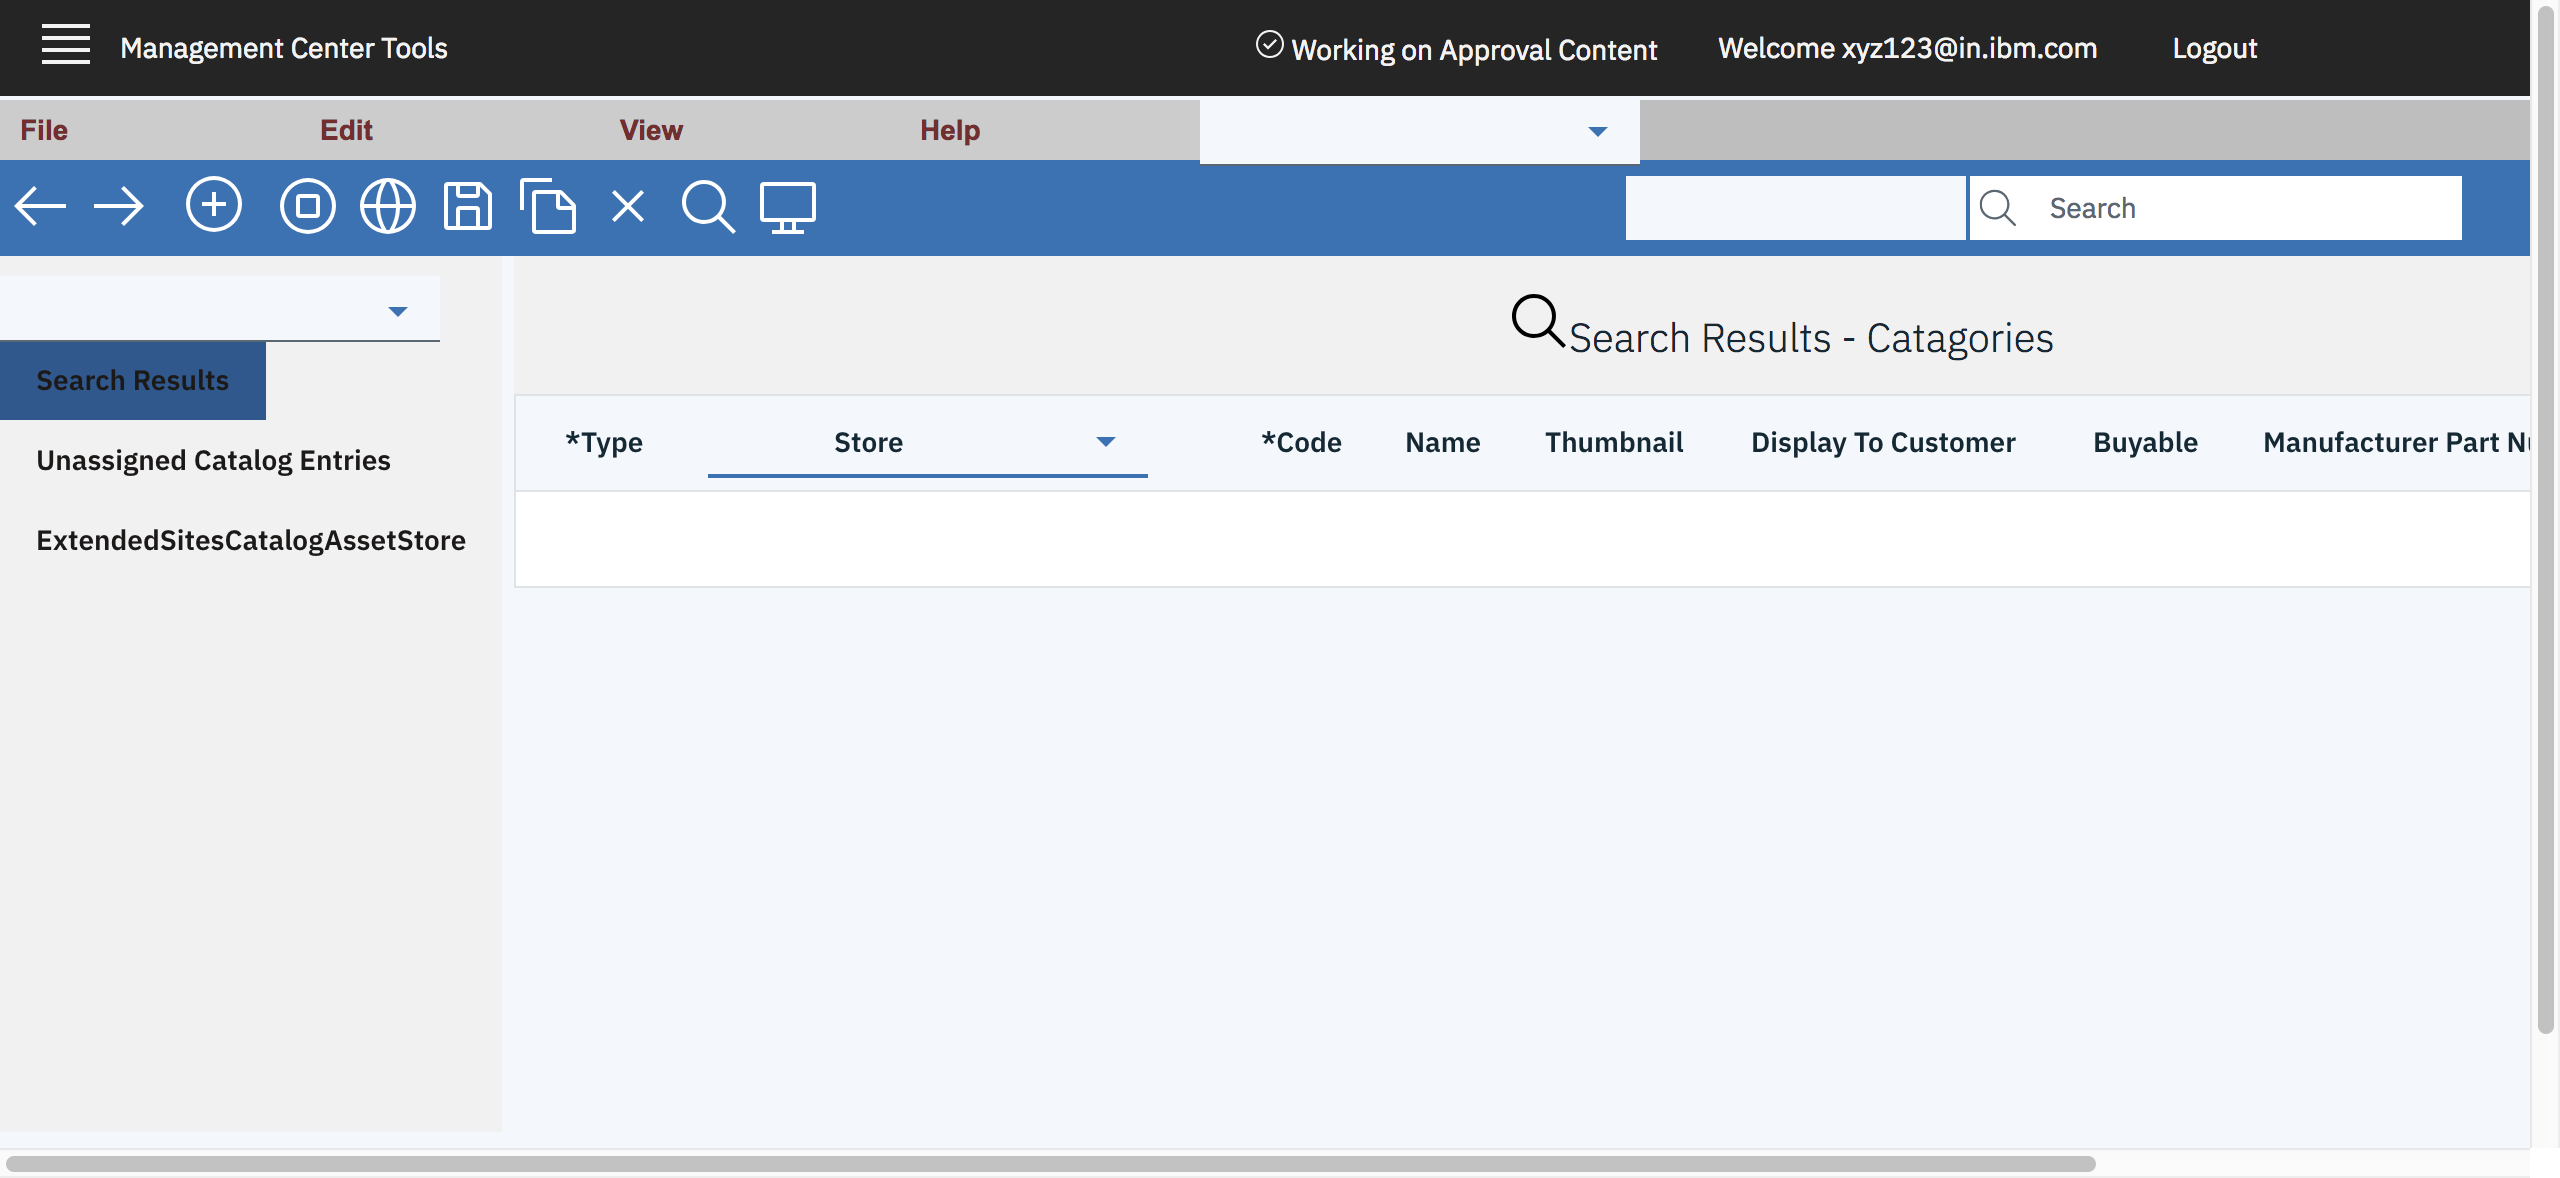 Management Center Tools
Working on Approval Content
Welcome xyz123@in.ibm.com
Logout
File Edit View Help
Search
Search Results - Catagories
Search Results
Unassigned Catalog Entries
ExtendedSitesCatalogAssetStore
*Type Store *Code Name Thumbnail Display To Customer Buyable Manufacturer Part